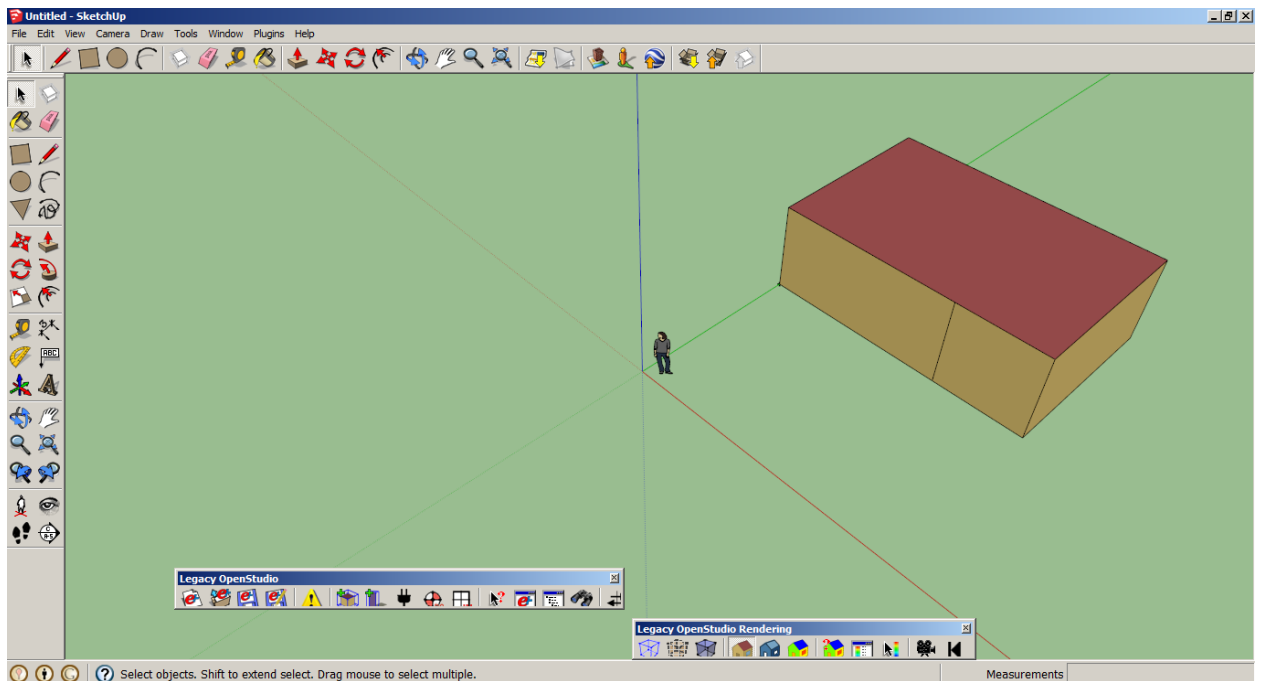 Untitled - SketchUp
File Edit View Camera Draw Tools Window Plugins Help
ABC
Legacy OpenStudio
Legacy OpenStudio Rendering
Select objects. Shift to extend select. Drag mouse to select multiple.
Measurements